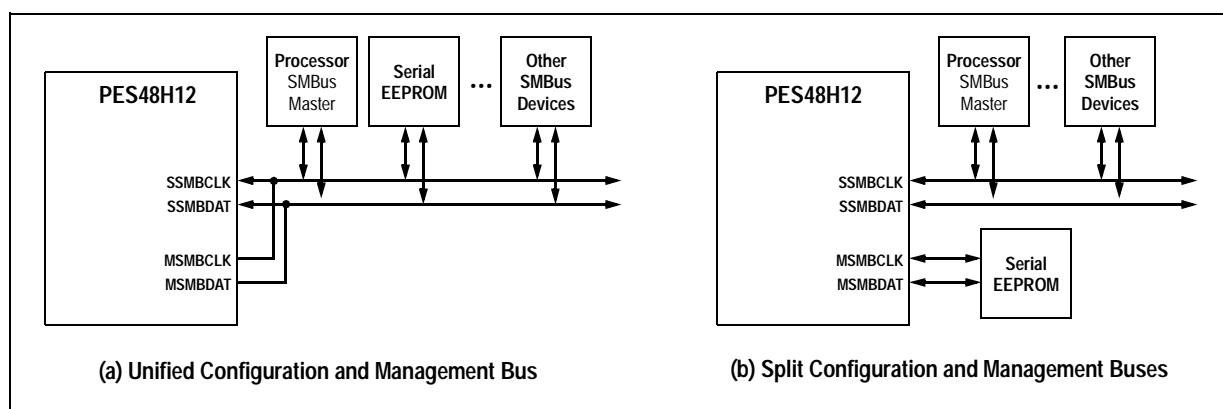 PES48H12
Processor
SMBus
Master
Serial
EEPROM
...
Other
SMBus
Devices
SSMBCLK
SSMBDAT
MSMBCLK
MSMBDAT
(a) Unified Configuration and Management Bus
PES48H12
Processor
SMBus
Master
...
Other
SMBus
Devices
SSMBCLK
SSMBDAT
MSMBCLK
MSMBDAT
Serial
EEPROM
(b) Split Configuration and Management Buses